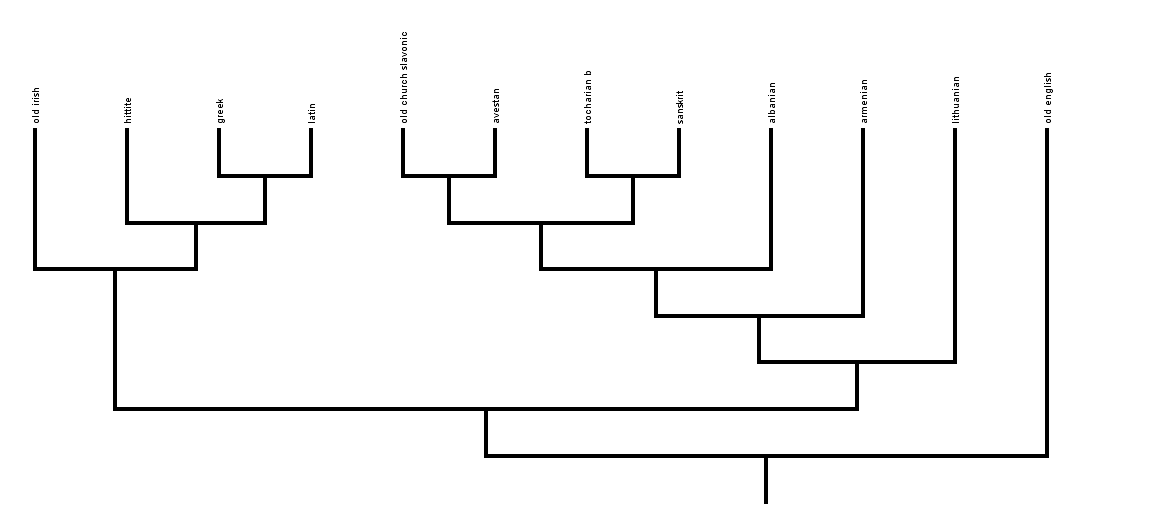 old irish
hittite
greek
latin
old church slavonic
avestan
tocharian b
sanskrit
albanian
armenian
lithuanian
old english